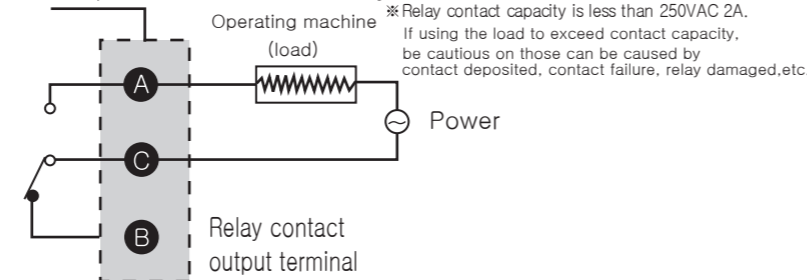 Operating machine
(load)
※Relay contact capacity is less than 250VAC 2A.
If using the load to exceed contact capacity,
be cautious on those can be caused by
contact deposited, contact failure, relay damaged,etc
A
Power
C
B
Relay contact
output terminal